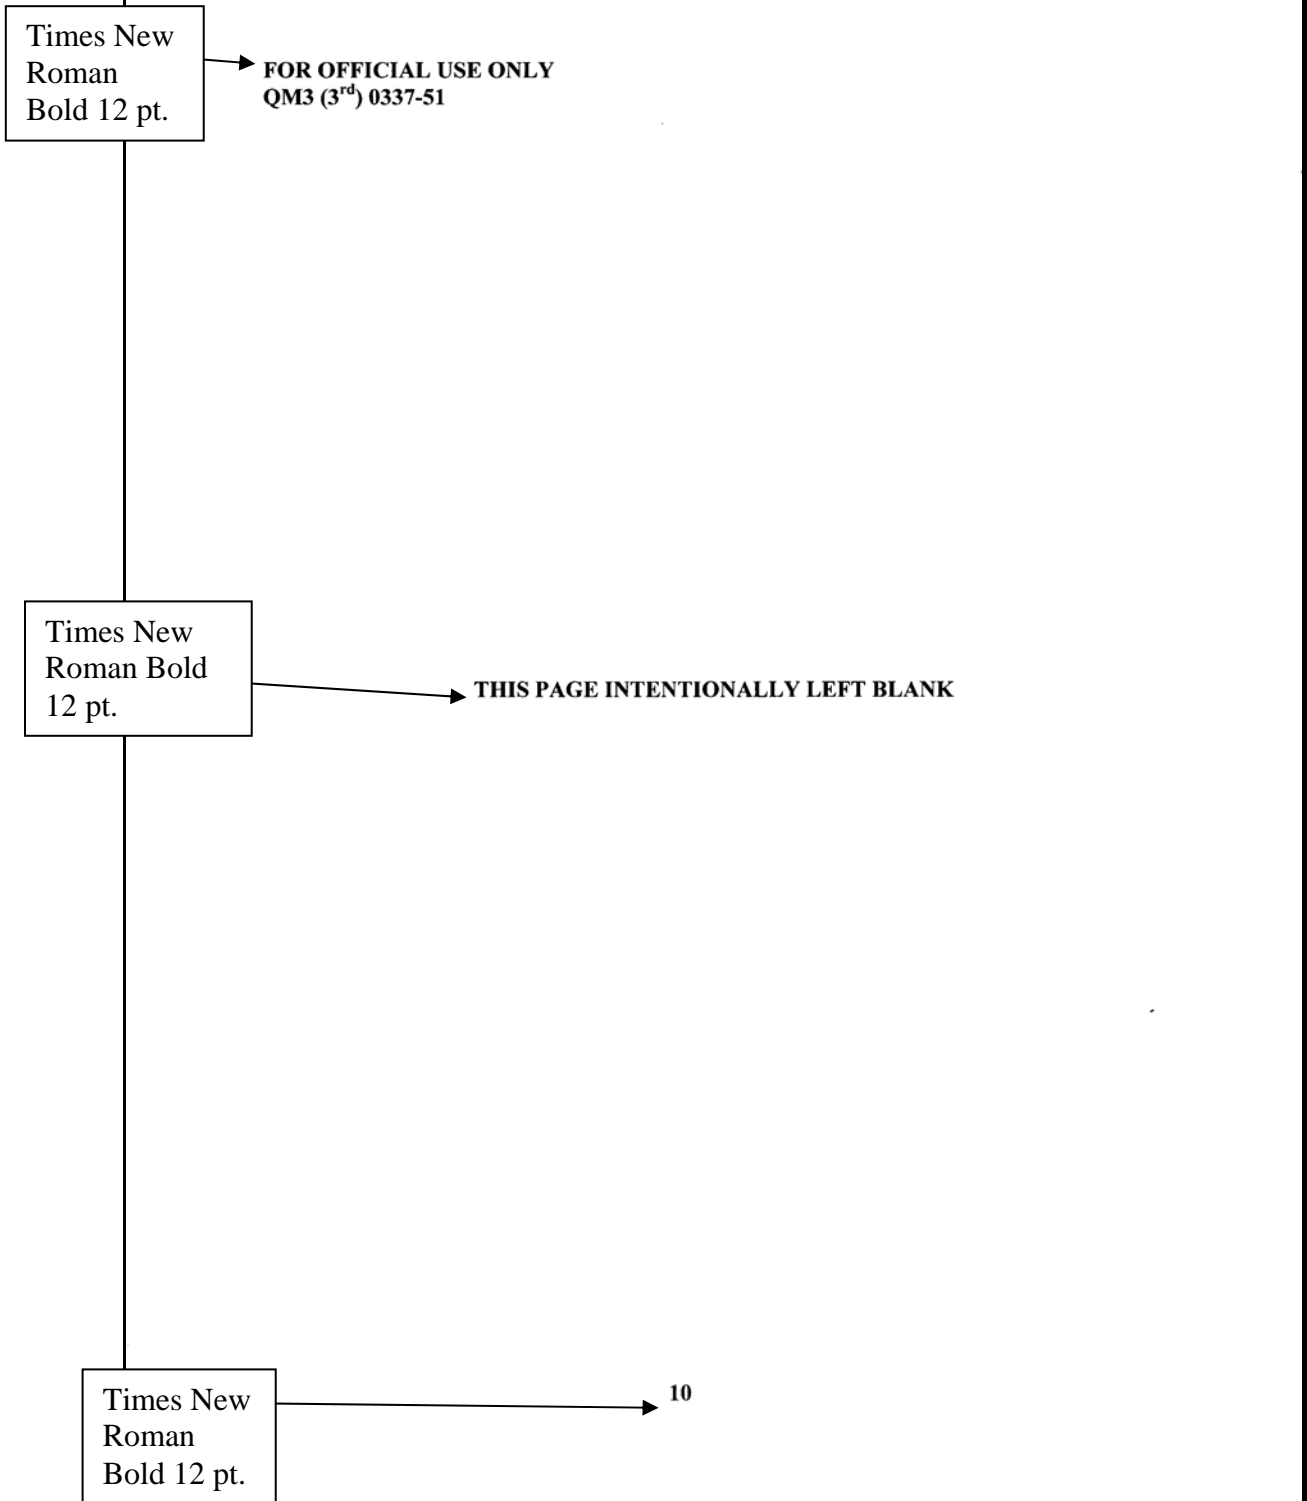 Times New
Roman
Bold 12 pt.
FOR OFFICIAL USE ONLY
QM3 (3rd) 0337-51
Times New
Roman Bold
12 pt.
THIS PAGE INTENTIONALLY LEFT BLANK
Times New
Roman
Bold 12 pt.
10